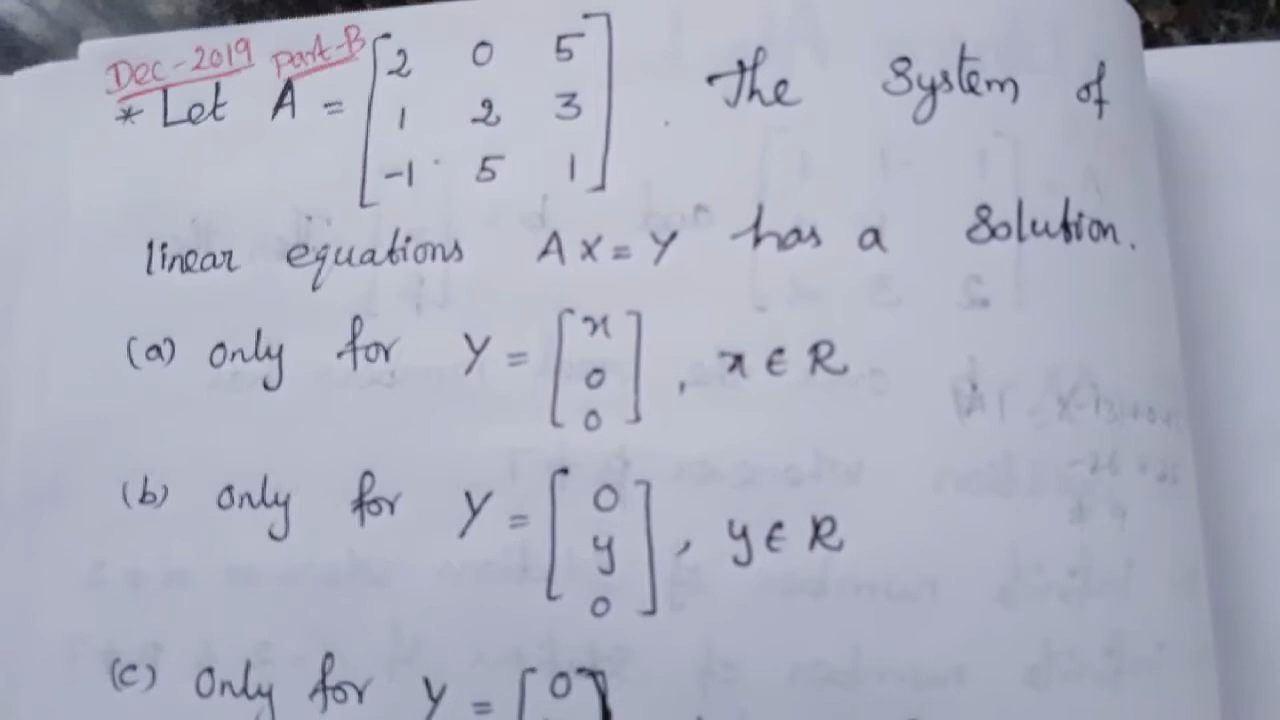 Dec-2019 Part-B
* Let A = [2 0 5
1 2 3
-1 5 1] . The System of
linear equations AX = Y has a Solution.
(a) only for Y = [x
0
0] , x ∈ R
(b) only for Y = [0
y
0] , y ∈ R
(c) only for Y = [0